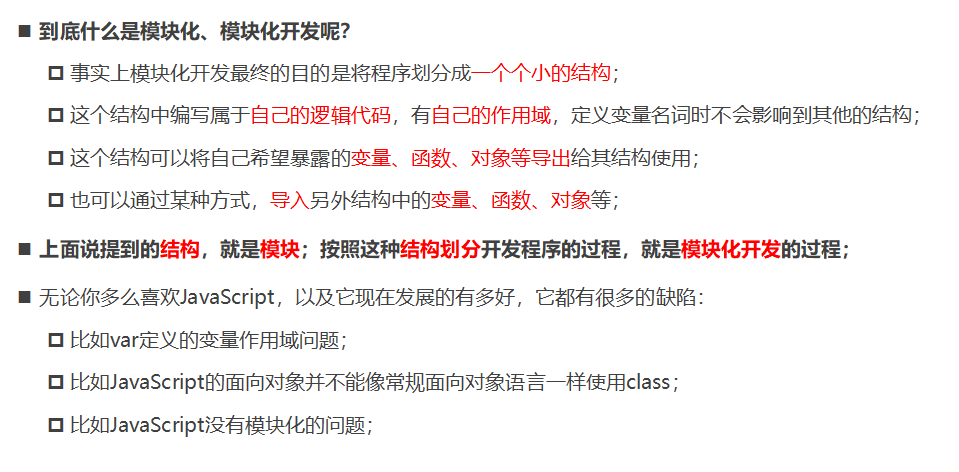 到底什么是模块化、模块化开发呢？
事实上模块化开发最终的目的是将程序划分成一个个小的结构；
这个结构中编写属于自己的逻辑代码，有自己的作用域，定义变量名词时不会影响到其他的结构；
这个结构可以将自己希望暴露的变量、函数、对象等导出给其结构使用；
也可以通过某种方式，导入另外结构中的变量、函数、对象等；
上面说提到的结构，就是模块；按照这种结构划分开发程序的过程，就是模块化开发的过程；
无论你多么喜欢JavaScript，以及它现在发展的有多好，它都有很多的缺陷：
比如var定义的变量作用域问题；
比如JavaScript的面向对象并不能像常规面向对象语言一样使用class；
比如JavaScript没有模块化的问题；